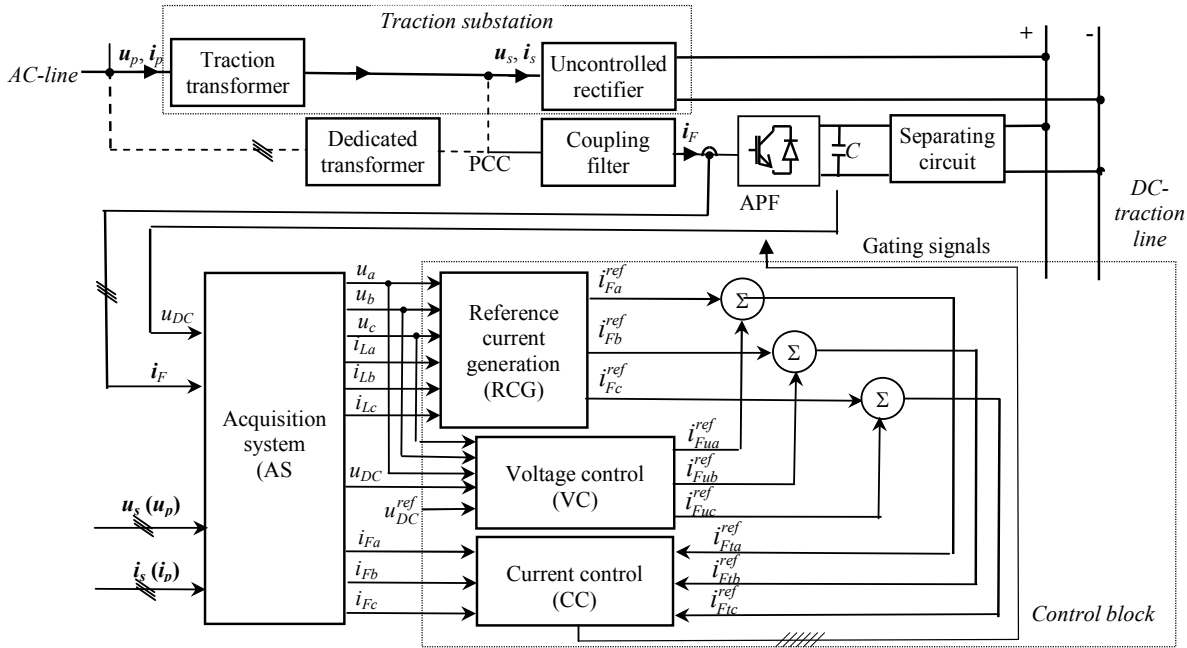 Traction substation
+ -
AC-line
u_p, i_p
Traction
transformer
u_s, i_s
Uncontrolled
rectifier
Dedicated
transformer
PCC
Coupling
filter
i_F
APF
C
Separating
circuit
DC-
traction
line
Gating signals
u_DC
i_F
u_s (u_p)
i_s (i_p)
Acquisition
system
(AS
u_a
u_b
u_c
i_La
i_Lb
i_Lc
u_DC
u_DC^ref
i_Fa
i_Fb
i_Fc
Reference
current
generation
(RCG)
i_Fa^ref
i_Fb^ref
i_Fc^ref
Σ
Σ
Σ
Voltage control
(VC)
i_Fua^ref
i_Fub^ref
i_Fuc^ref
Current control
(CC)
i_Fta^ref
i_Ftb^ref
i_Ftc^ref
Control block